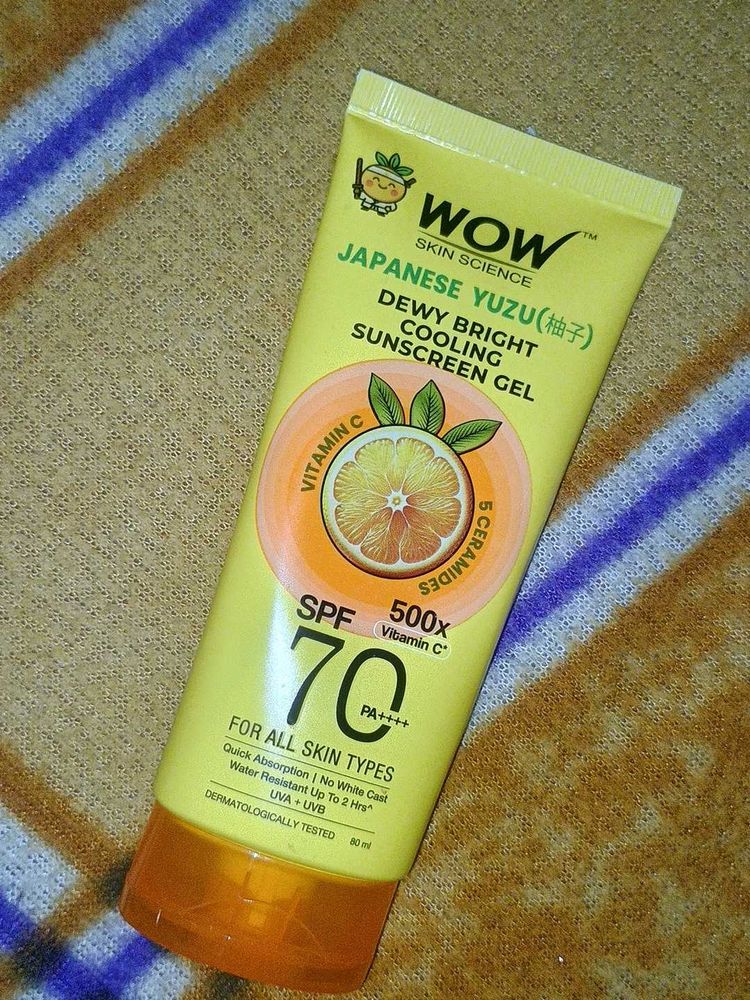 WOW™
SKIN SCIENCE
JAPANESE YUZU(柚子)
DEWY BRIGHT
COOLING
SUNSCREEN GEL
VITAMIN C
5 CERAMIDES
SPF
70
PA++++
500x
Vitamin C*
FOR ALL SKIN TYPES
Quick Absorption | No White Cast
Water Resistant Up To 2 Hrs^
UVA + UVB
DERMATOLOGICALLY TESTED
80 ml